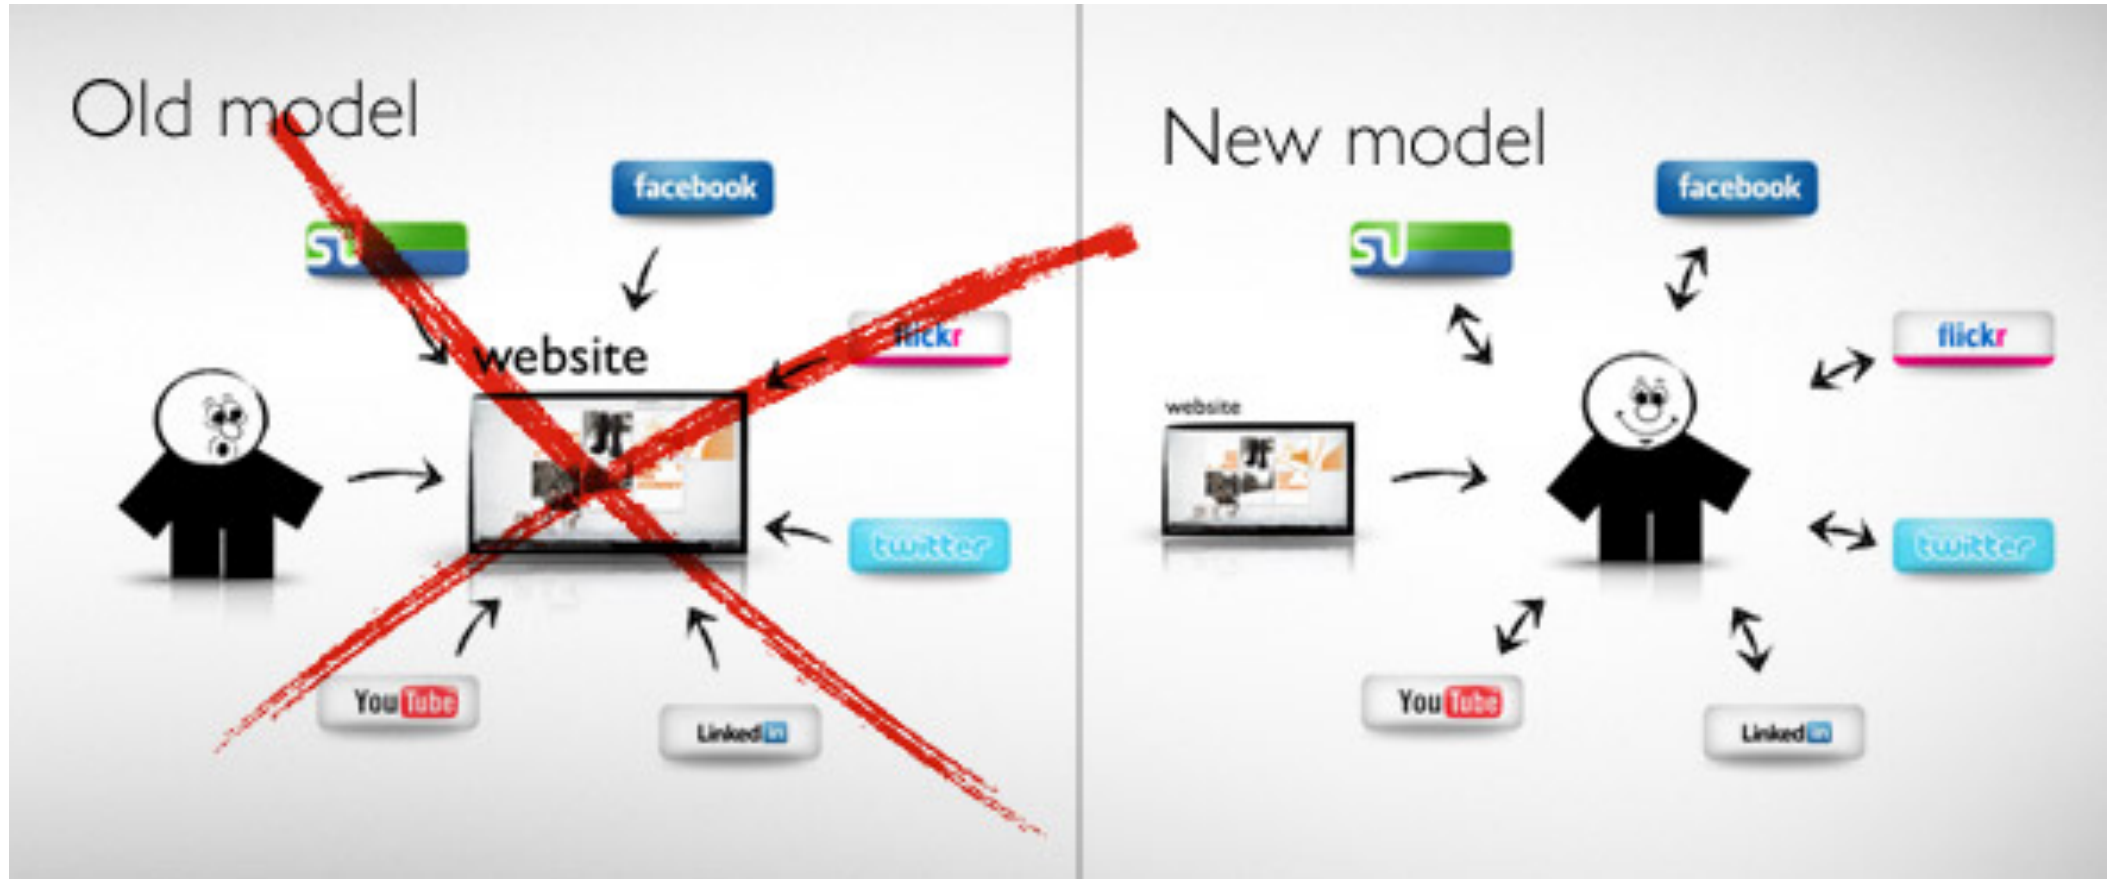 Old model
facebook
su
flickr
website
twitter
YouTube
Linkedin
New model
facebook
su
flickr
website
twitter
YouTube
Linkedin